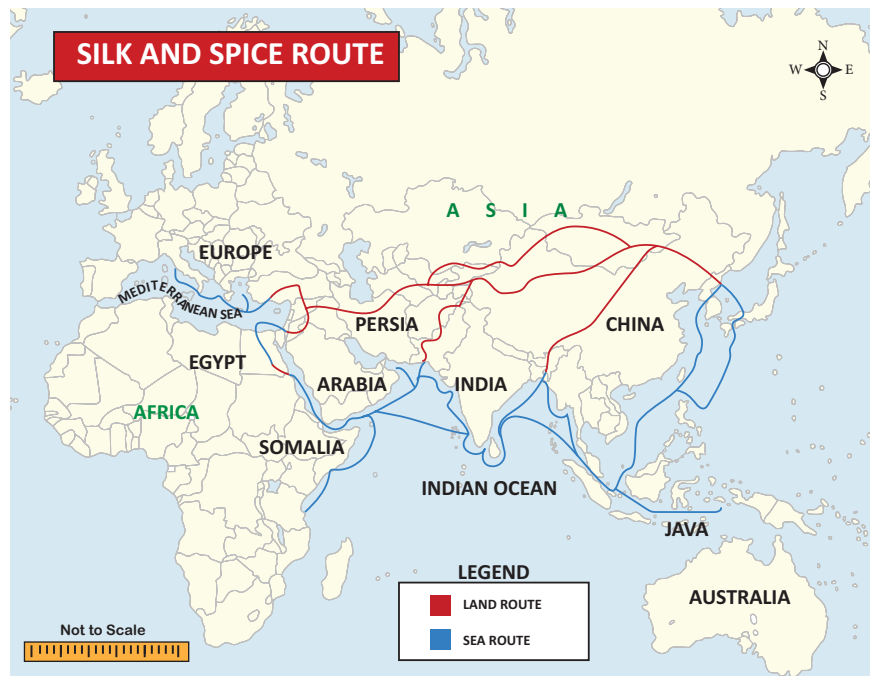 SILK AND SPICE ROUTE
N
W E
S
A S I A
EUROPE
MEDITERRANEAN SEA
PERSIA
CHINA
EGYPT
ARABIA
INDIA
AFRICA
SOMALIA
INDIAN OCEAN
JAVA
LEGEND
LAND ROUTE
SEA ROUTE
AUSTRALIA
Not to Scale